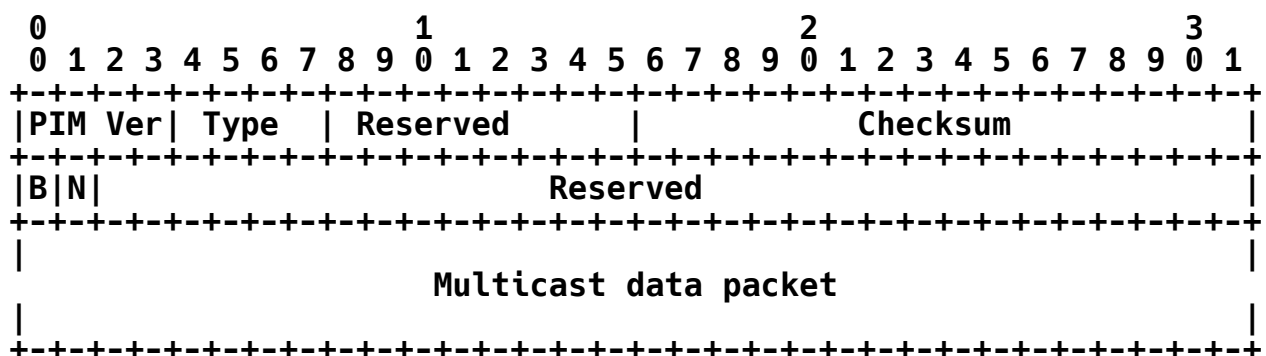 0                   1                   2                   3
 0 1 2 3 4 5 6 7 8 9 0 1 2 3 4 5 6 7 8 9 0 1 2 3 4 5 6 7 8 9 0 1
+-+-+-+-+-+-+-+-+-+-+-+-+-+-+-+-+-+-+-+-+-+-+-+-+-+-+-+-+-+-+-+-+
|PIM Ver| Type  | Reserved      |           Checksum            |
+-+-+-+-+-+-+-+-+-+-+-+-+-+-+-+-+-+-+-+-+-+-+-+-+-+-+-+-+-+-+-+-+
|B|N|                       Reserved                            |
+-+-+-+-+-+-+-+-+-+-+-+-+-+-+-+-+-+-+-+-+-+-+-+-+-+-+-+-+-+-+-+-+
|                                                               |
                      Multicast data packet
|                                                               |
+-+-+-+-+-+-+-+-+-+-+-+-+-+-+-+-+-+-+-+-+-+-+-+-+-+-+-+-+-+-+-+-+